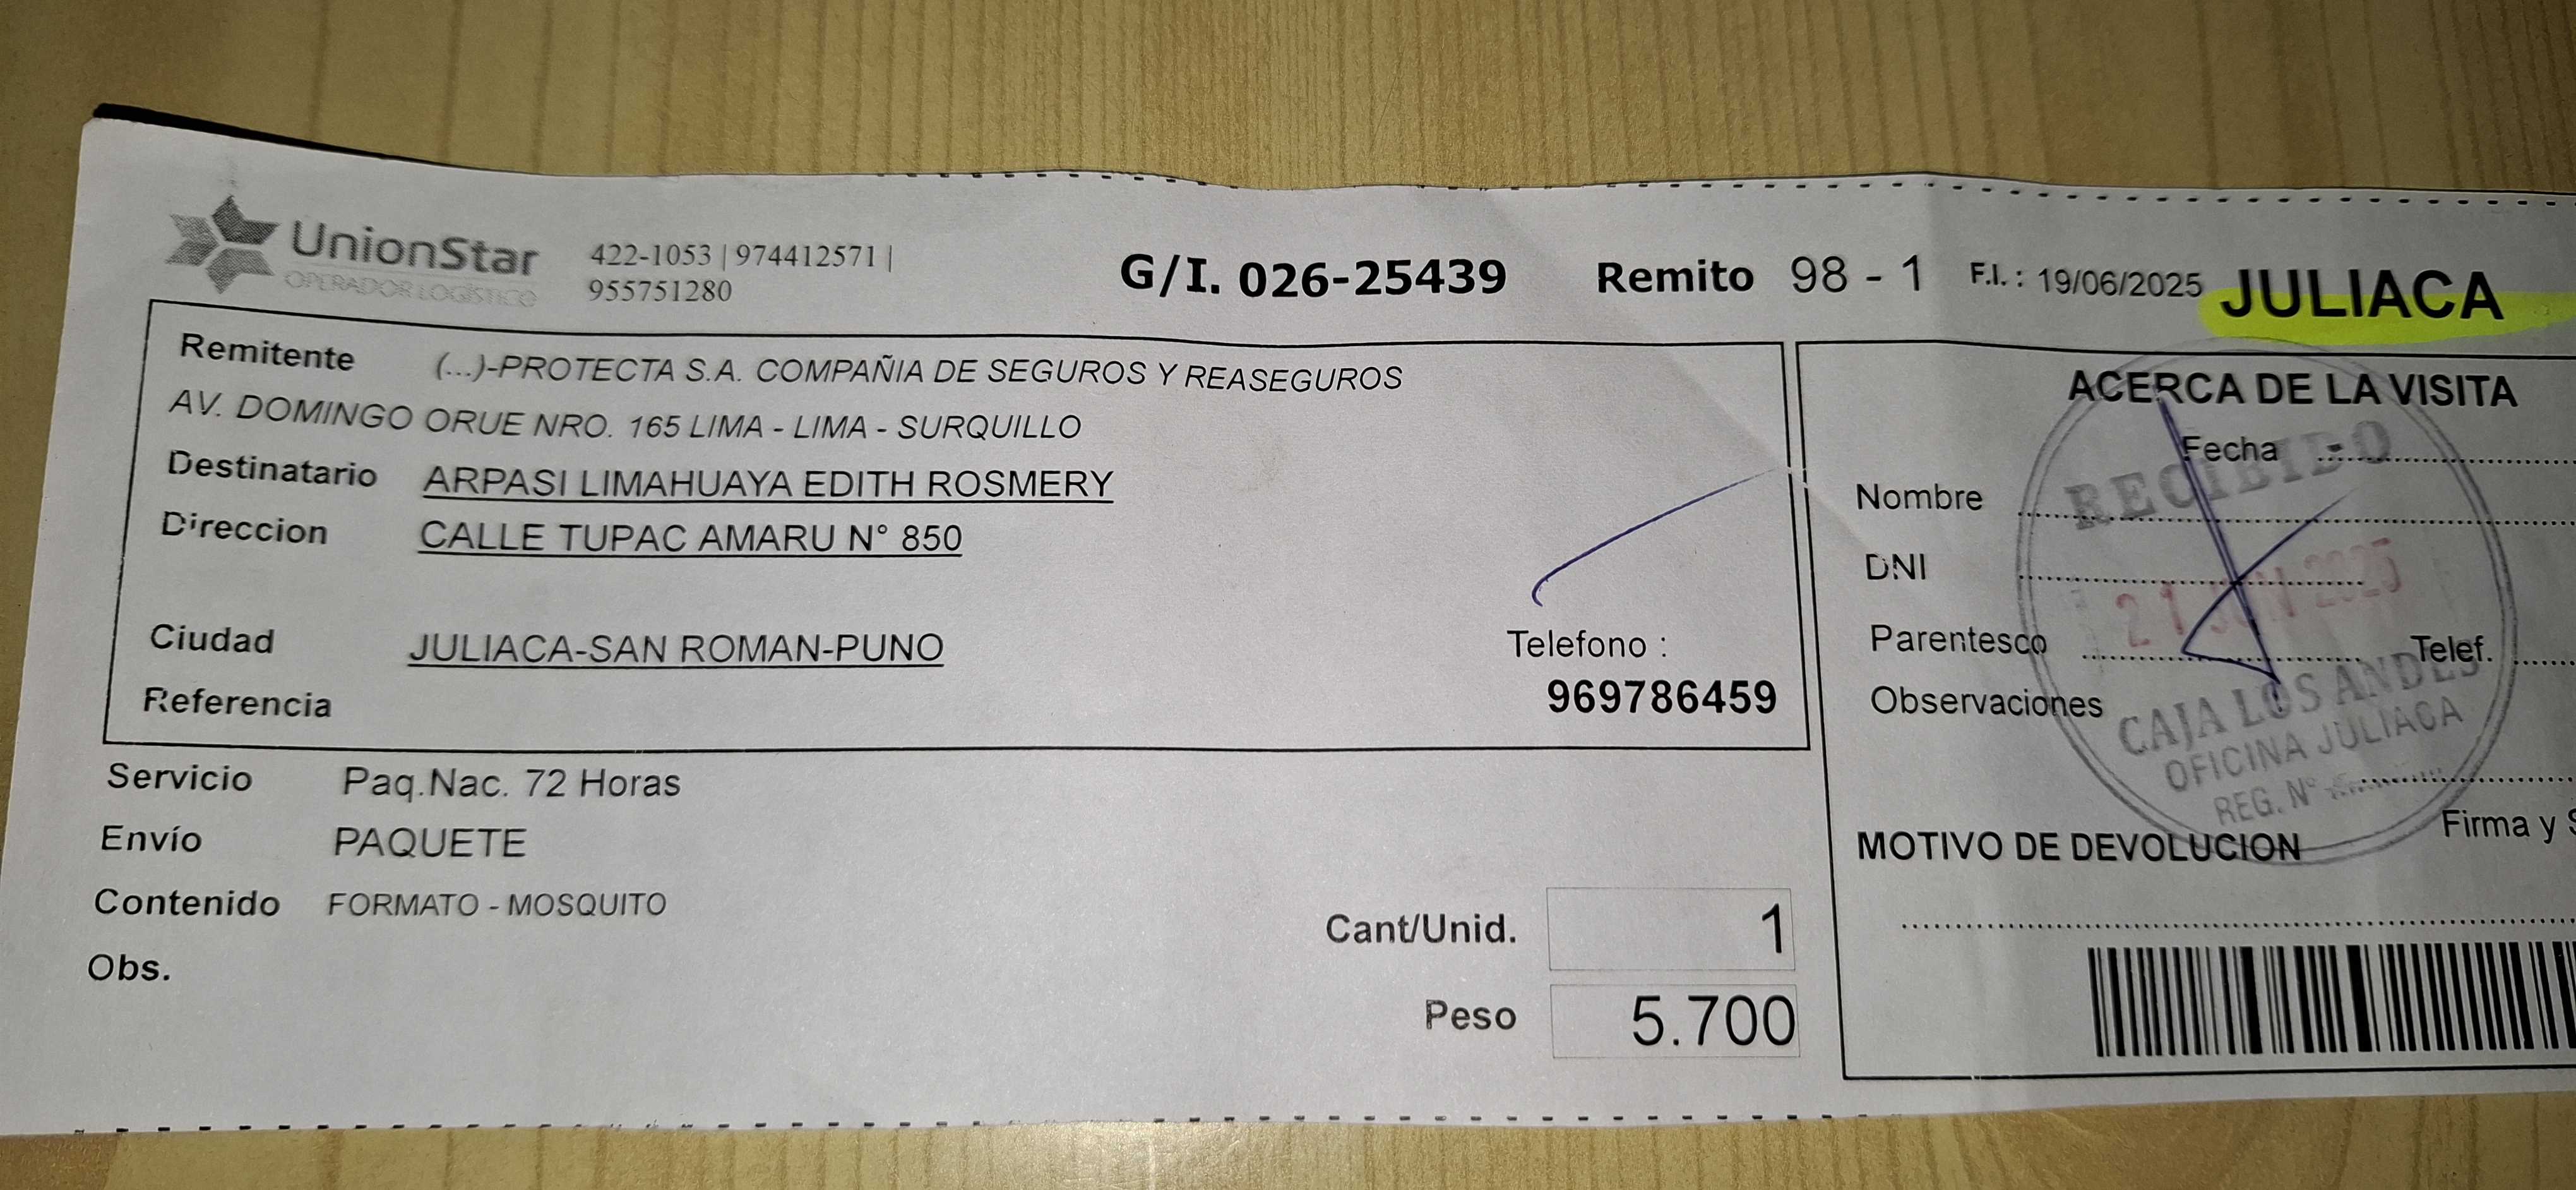 UnionStar
OPERADOR LOGÍSTICO
422-1053 | 974412571 |
955751280
G/I. 026-25439 Remito 98 - 1 F.I. : 19/06/2025 JULIACA
Remitente (...)-PROTECTA S.A. COMPAÑIA DE SEGUROS Y REASEGUROS
AV. DOMINGO ORUE NRO. 165 LIMA - LIMA - SURQUILLO
Destinatario ARPASI LIMAHUAYA EDITH ROSMERY
Direccion CALLE TUPAC AMARU N° 850
Ciudad JULIACA-SAN ROMAN-PUNO
Telefono :
969786459
Referencia
Servicio Paq.Nac. 72 Horas
Envío PAQUETE
Contenido FORMATO - MOSQUITO
Obs.
Cant/Unid. 1
Peso 5.700
ACERCA DE LA VISITA
Fecha
Nombre
DNI
Parentesco Telef.
Observaciones
Firma y
MOTIVO DE DEVOLUCION
RECIBIDO
21 JUN 2025
CAJA LOS ANDES
OFICINA JULIACA
REG. N°